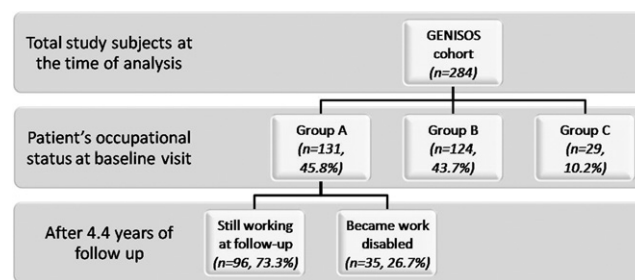 Total study subjects at
the time of analysis
GENISOS
cohort
(n=284)
Patient's occupational
status at baseline visit
Group A
(n=131,
45.8%)
Group B
(n=124,
43.7%)
Group C
(n=29,
10.2%)
After 4.4 years of
follow up
Still working
at follow-up
(n=96, 73.3%)
Became work
disabled
(n=35, 26.7%)